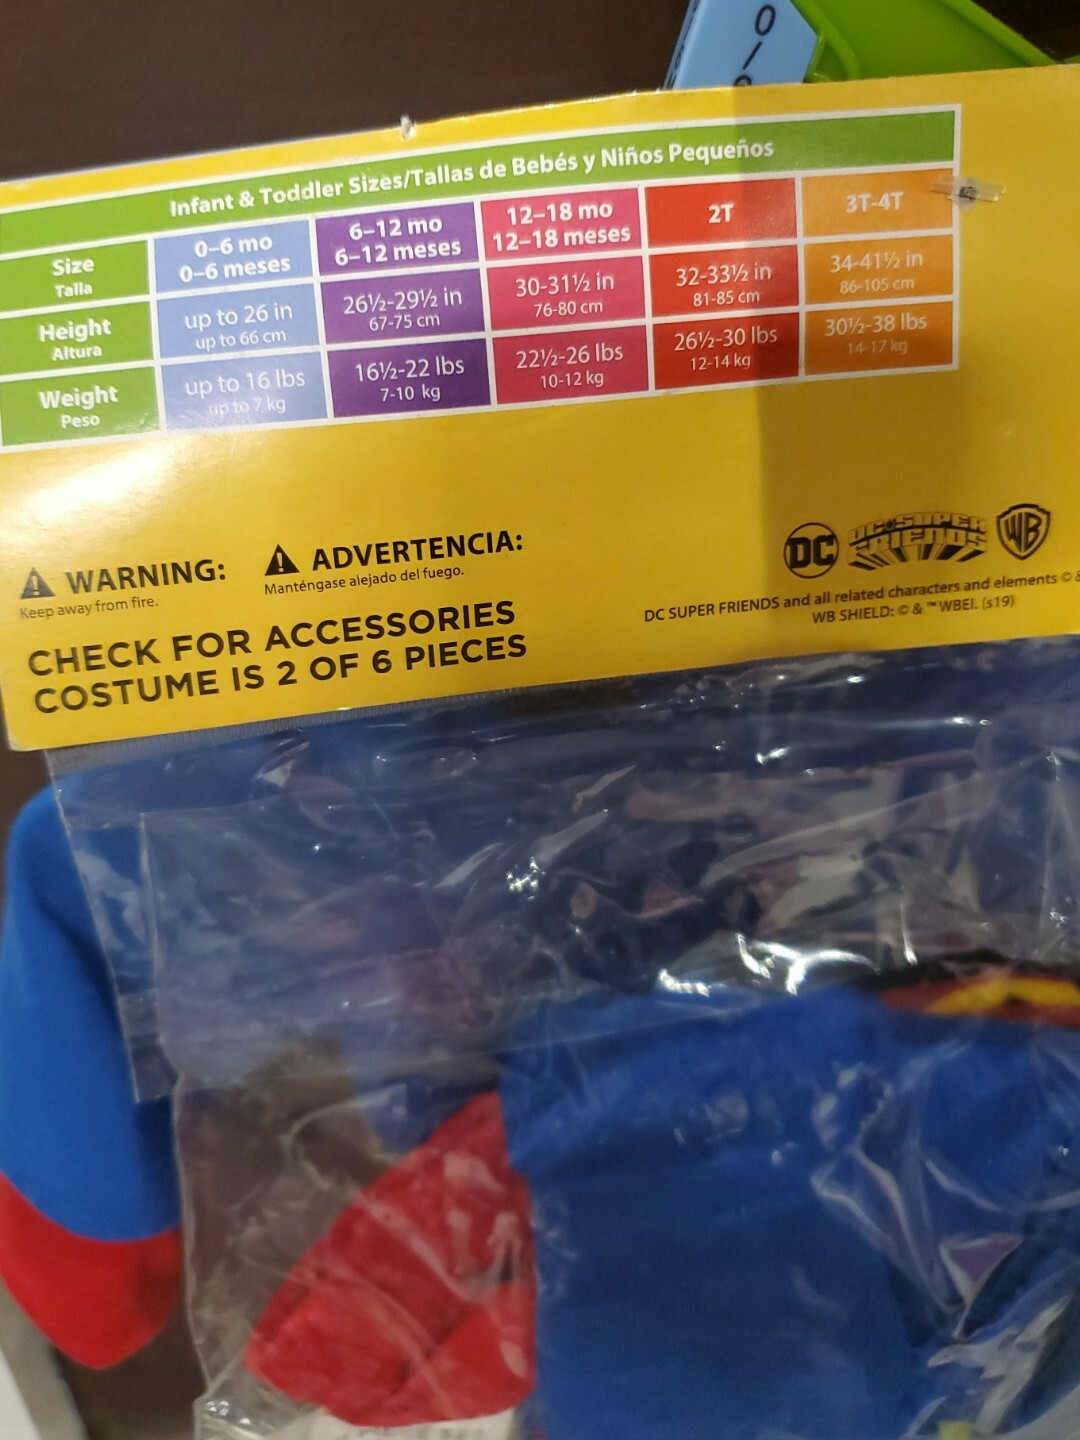 0-6
Infant & Toddler Sizes/Tallas de Bebés y Niños Pequeños
Size
Talla
0–6 mo
0–6 meses
6–12 mo
6–12 meses
12–18 mo
12–18 meses
2T
3T-4T
Height
Altura
up to 26 in
up to 66 cm
26½-29½ in
67-75 cm
30-31½ in
76-80 cm
32-33½ in
81-85 cm
34-41½ in
86-105 cm
Weight
Peso
up to 16 lbs
up to 7 kg
16½-22 lbs
7-10 kg
22½-26 lbs
10-12 kg
26½-30 lbs
12-14 kg
30½-38 lbs
14-17 kg
WARNING:
Keep away from fire.
ADVERTENCIA:
Manténgase alejado del fuego.
CHECK FOR ACCESSORIES
COSTUME IS 2 OF 6 PIECES
DC
DC SUPER
FRIENDS
WB
DC SUPER FRIENDS and all related characters and elements © &
WB SHIELD: © & ™ WBEI. (s19)